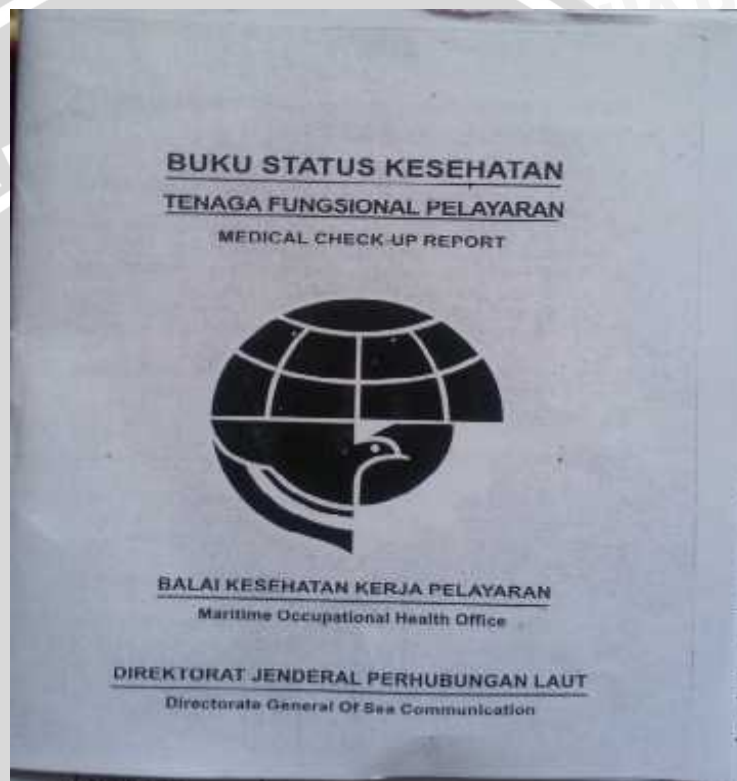 BUKU STATUS KESEHATAN
TENAGA FUNGSIONAL PELAYARAN
MEDICAL CHECK-UP REPORT
BALAI KESEHATAN KERJA PELAYARAN
Maritime Occupational Health Office
DIREKTORAT JENDERAL PERHUBUNGAN LAUT
Directorate General Of Sea Communication